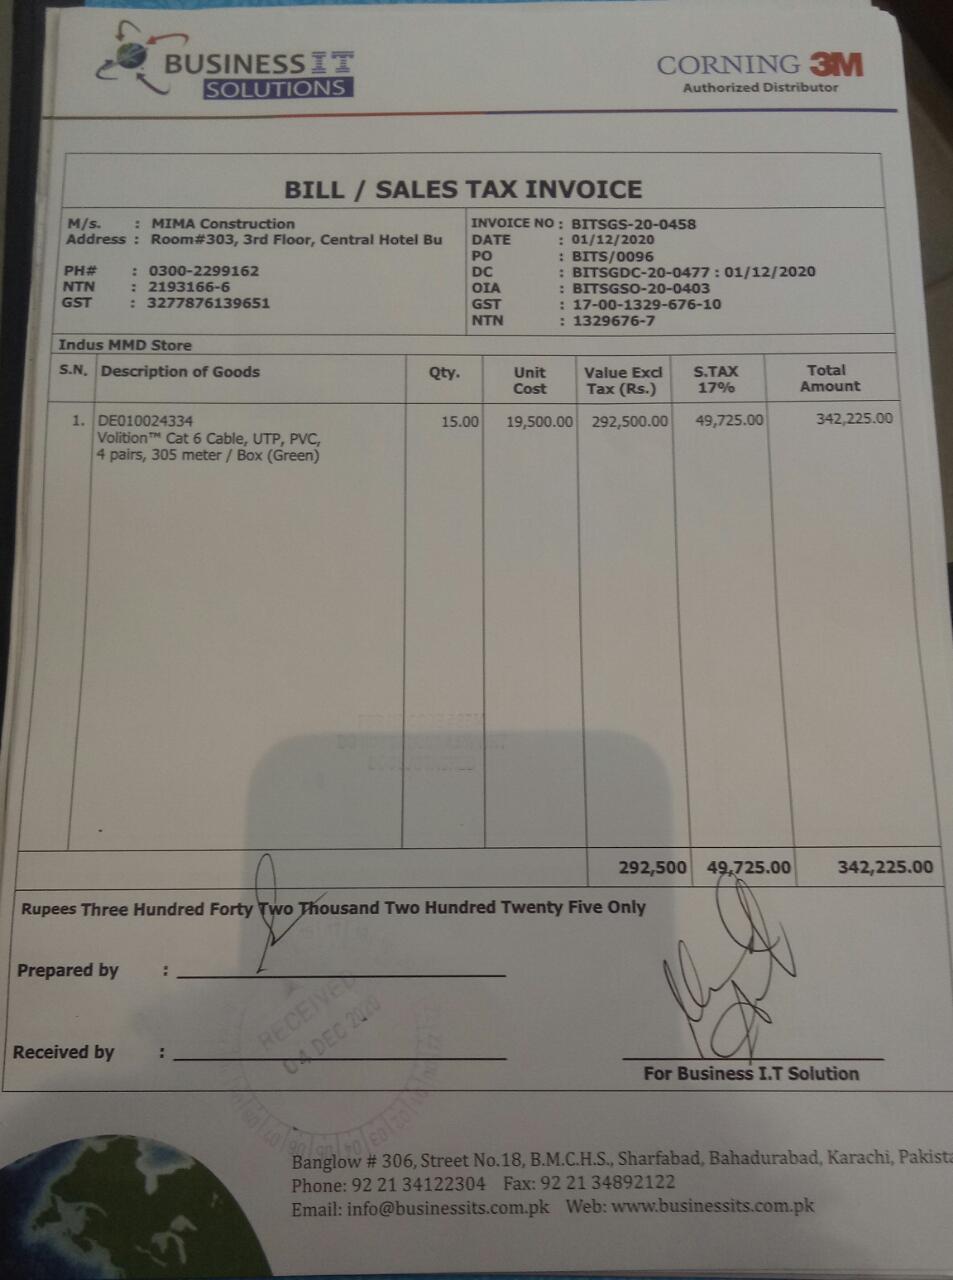 BUSINESS IT
SOLUTIONS
CORNING 3M
Authorized Distributor
BILL / SALES TAX INVOICE
M/s. : MIMA Construction
Address : Room#303, 3rd Floor, Central Hotel Bu
PH# : 0300-2299162
NTN : 2193166-6
GST : 3277876139651
INVOICE NO : BITSGS-20-0458
DATE : 01/12/2020
PO : BITS/0096
DC : BITSGDC-20-0477 : 01/12/2020
OIA : BITSGSO-20-0403
GST : 17-00-1329-676-10
NTN : 1329676-7
Indus MMD Store
S.N. Description of Goods Qty. Unit Cost Value Excl Tax (Rs.) S.TAX 17% Total Amount
1. DE010024334 15.00 19,500.00 292,500.00 49,725.00 342,225.00
Volition™ Cat 6 Cable, UTP, PVC,
4 pairs, 305 meter / Box (Green)
292,500 49,725.00 342,225.00
Rupees Three Hundred Forty Two Thousand Two Hundred Twenty Five Only
Prepared by :
RECEIVED
04 DEC 2020
Received by :
For Business I.T Solution
Banglow # 306, Street No.18, B.M.C.H.S., Sharfabad, Bahadurabad, Karachi, Pakista
Phone: 92 21 34122304 Fax: 92 21 34892122
Email: info@businessits.com.pk Web: www.businessits.com.pk